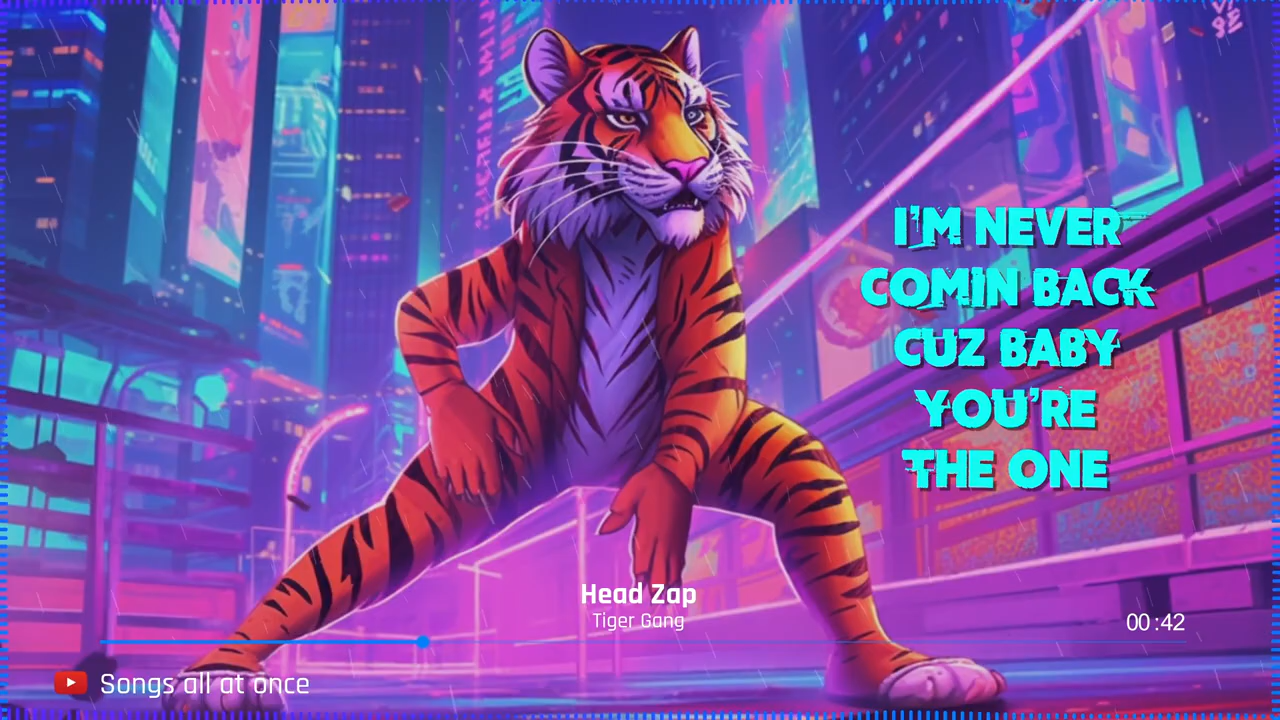 I'M NEVER
COMIN BACK
CUZ BABY
YOU'RE
THE ONE
Head Zap
Tiger Gang
00:42
Songs all at once